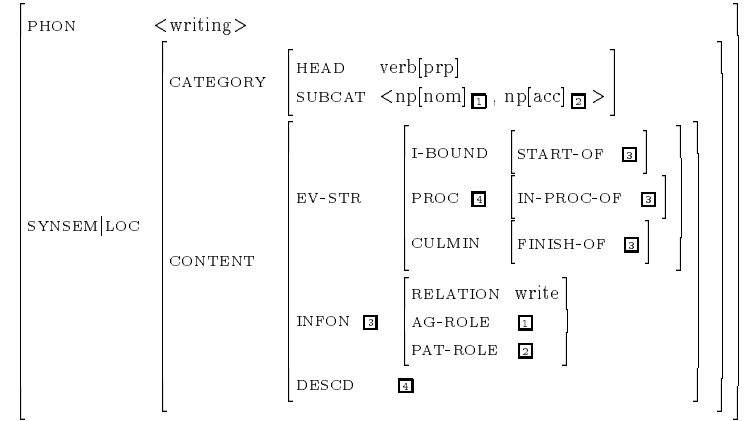 PHON <writing>
CATEGORY HEAD verb[prp]
SUBCAT <np[nom] 1 , np[acc] 2 >
SYNSEM|LOC
CONTENT
EV-STR
I-BOUND START-OF 3
PROC 4 IN-PROC-OF 3
CULMIN FINISH-OF 3
INFON 3
RELATION write
AG-ROLE 1
PAT-ROLE 2
DESCD 4